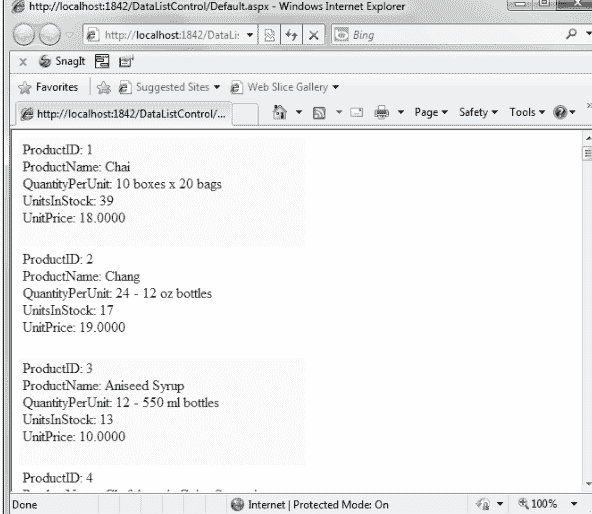 http://localhost:1842/DataListControl/Default.aspx - Windows Internet Explorer
http://localhost:1842/DataLis
Bing
SnagIt
Favorites Suggested Sites Web Slice Gallery
http://localhost:1842/DataListControl/...
Page Safety Tools
ProductID: 1
ProductName: Chai
QuantityPerUnit: 10 boxes x 20 bags
UnitsInStock: 39
UnitPrice: 18.0000
ProductID: 2
ProductName: Chang
QuantityPerUnit: 24 - 12 oz bottles
UnitsInStock: 17
UnitPrice: 19.0000
ProductID: 3
ProductName: Aniseed Syrup
QuantityPerUnit: 12 - 550 ml bottles
UnitsInStock: 13
UnitPrice: 10.0000
ProductID: 4
Done Internet | Protected Mode: On 100%